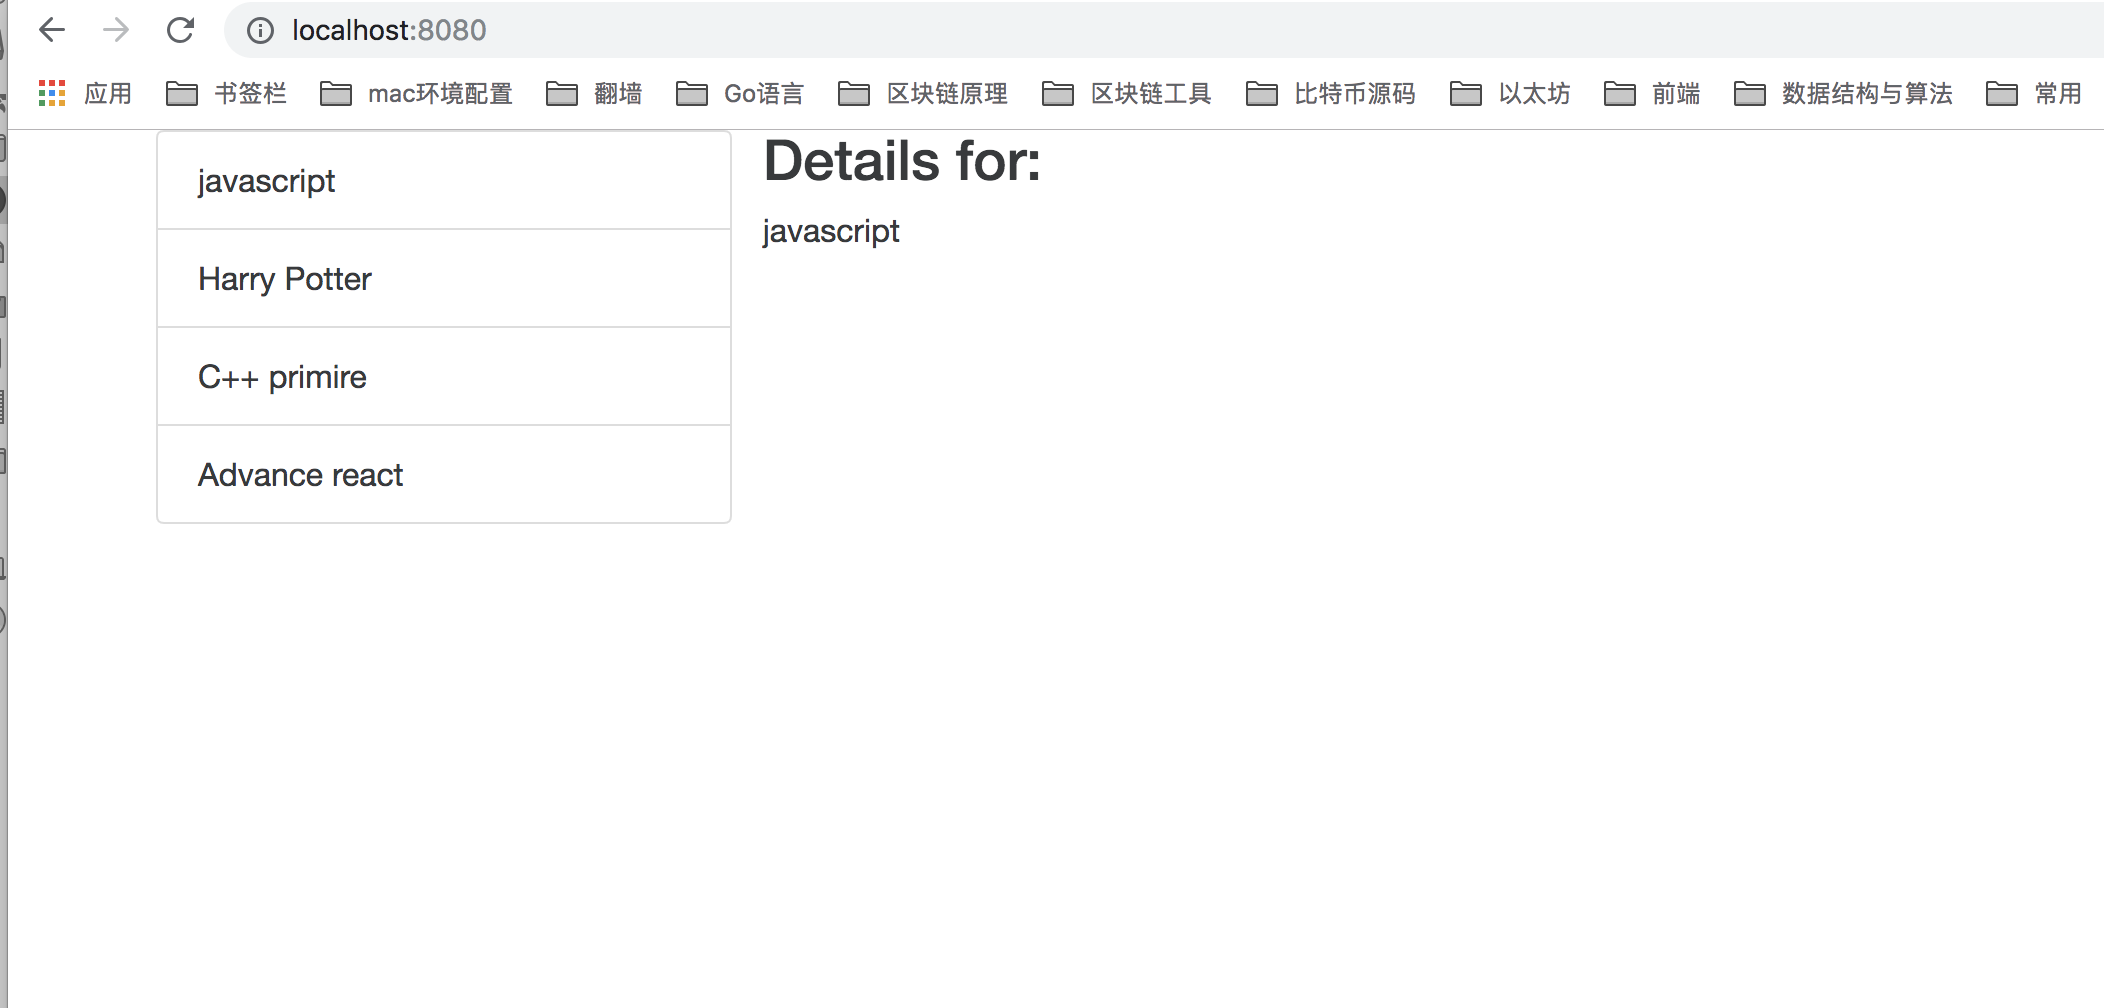 localhost:8080
应用 书签栏 mac环境配置 翻墙 Go语言 区块链原理 区块链工具 比特币源码 以太坊 前端 数据结构与算法 常用
javascript
Harry Potter
C++ primire
Advance react
Details for:
javascript